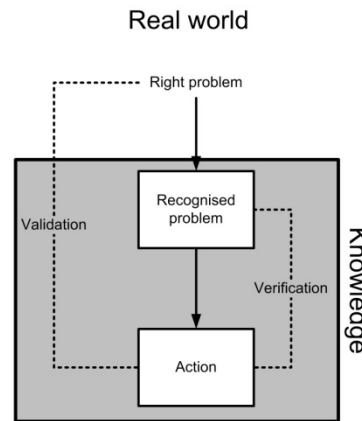 Real world
Right problem
Recognised
problem
Validation
Knowledge
Verification
Action